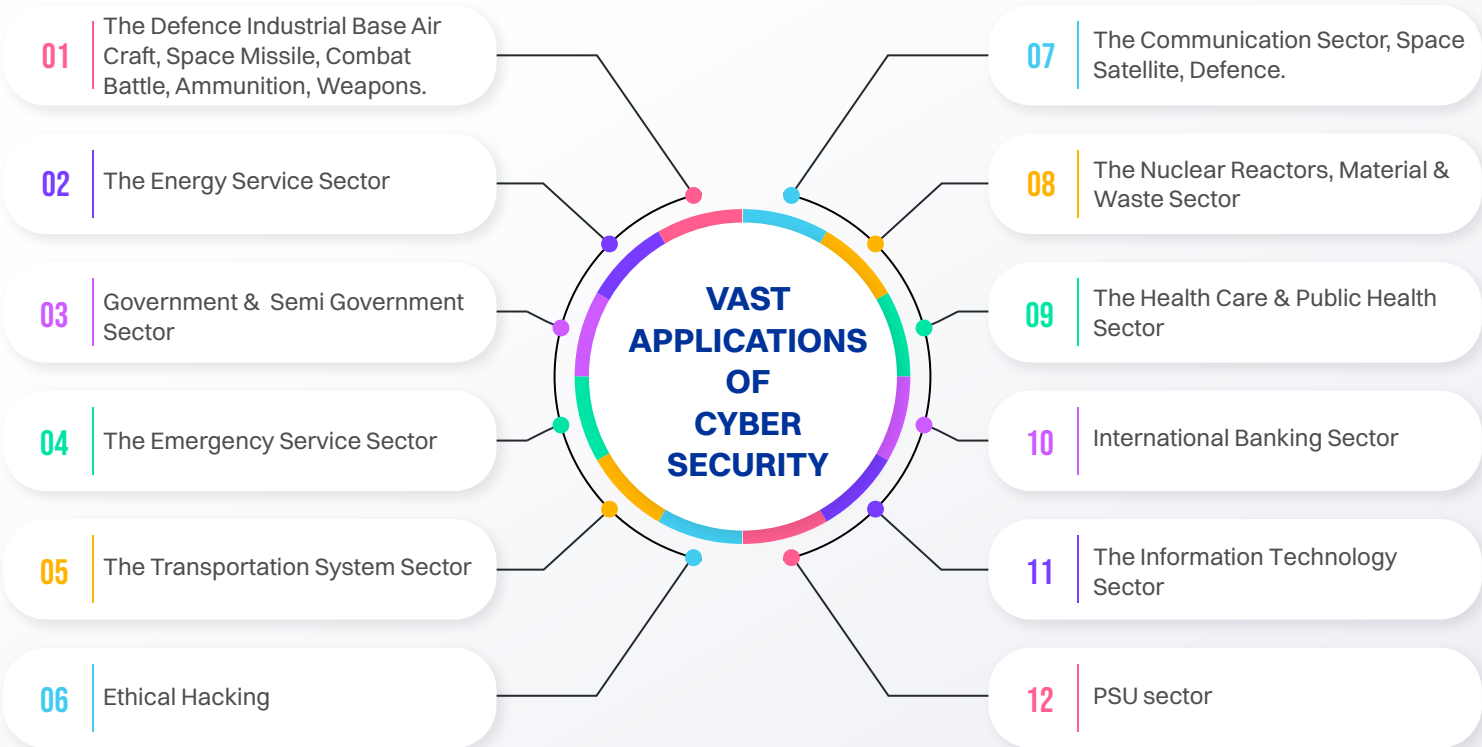 01
The Defence Industrial Base Air
Craft, Space Missile, Combat
Battle, Ammunition, Weapons.
02
The Energy Service Sector
03
Government &  Semi Government
Sector
04
The Emergency Service Sector
05
The Transportation System Sector
06
Ethical Hacking
VAST
APPLICATIONS
OF
CYBER
SECURITY
07
The Communication Sector, Space
Satellite, Defence.
08
The Nuclear Reactors, Material &
Waste Sector
09
The Health Care & Public Health
Sector
10
International Banking Sector
11
The Information Technology
Sector
12
PSU sector